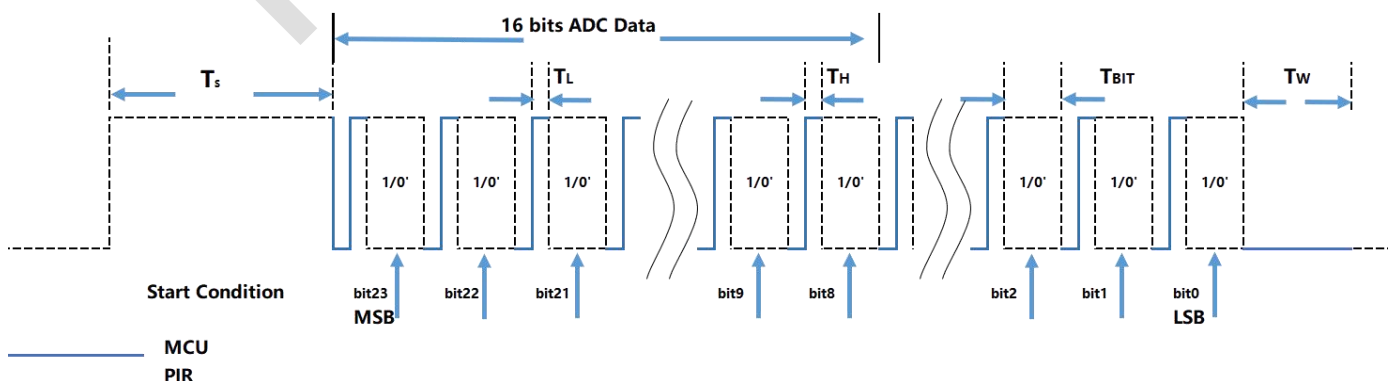 16 bits ADC Data
Ts TL TH TBIT TW
1/0' 1/0' 1/0' 1/0' 1/0' 1/0' 1/0' 1/0'
Start Condition bit23 bit22 bit21 bit9 bit8 bit2 bit1 bit0
MSB LSB
MCU
PIR